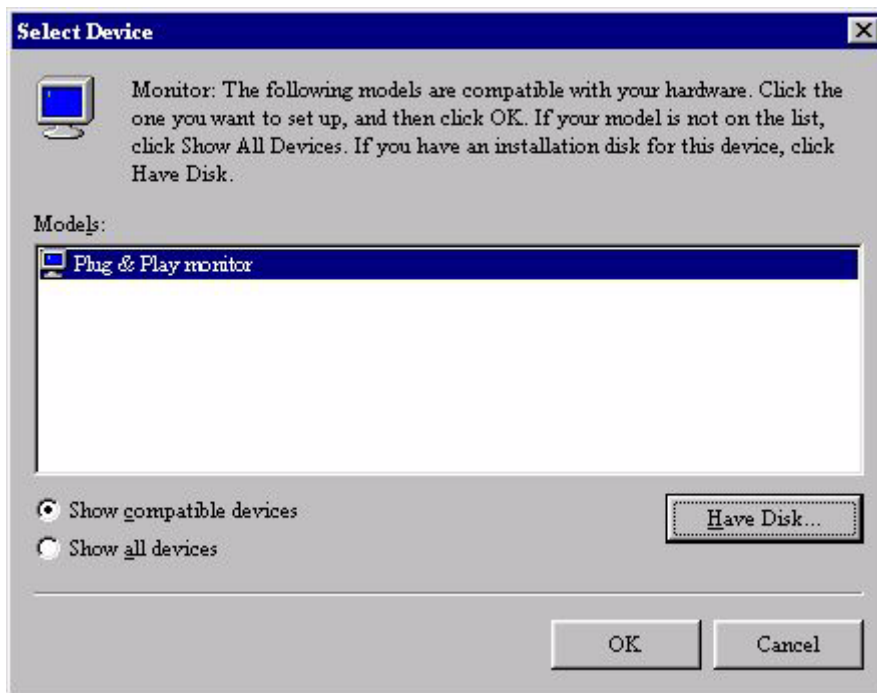 Select Device
Monitor: The following models are compatible with your hardware. Click the
one you want to set up, and then click OK. If your model is not on the list,
click Show All Devices. If you have an installation disk for this device, click
Have Disk.
Models:
Plug & Play monitor
Show compatible devices
Have Disk...
Show all devices
OK
Cancel